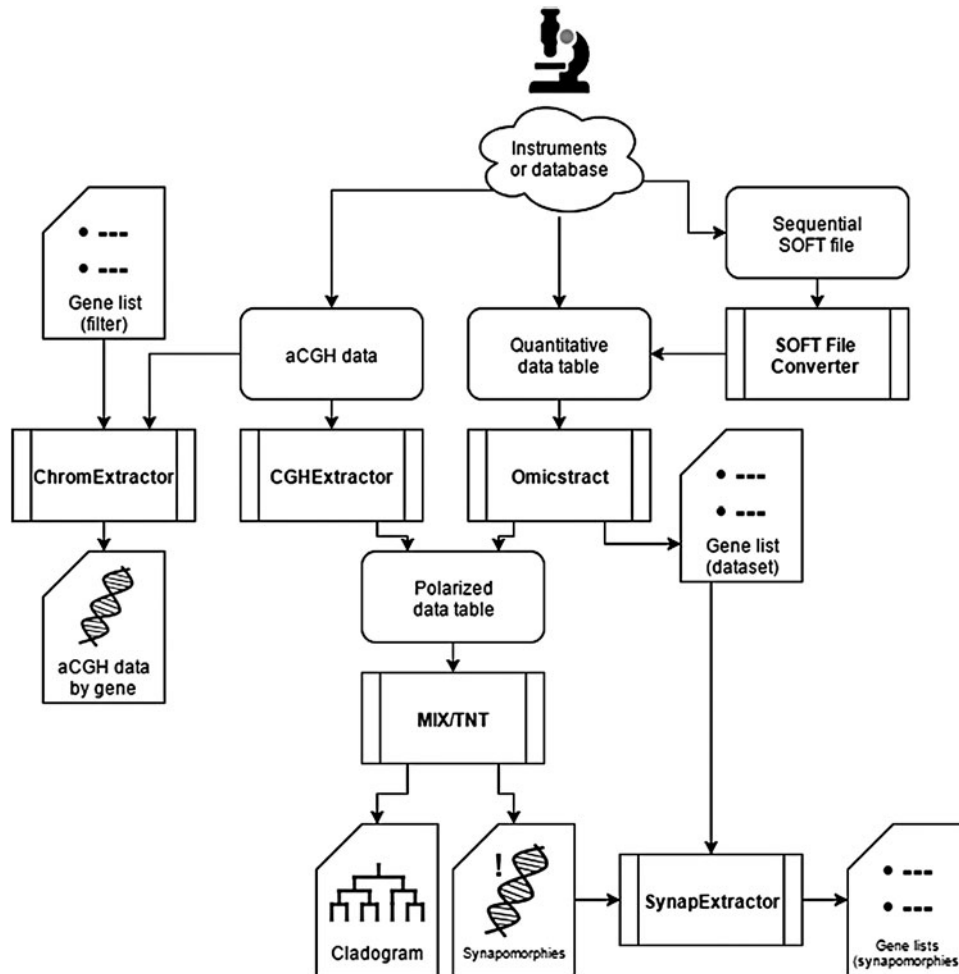 Instruments
or database
Sequential
SOFT file
Gene list
(filter)
aCGH data
Quantitative
data table
SOFT File
Converter
ChromExtractor
CGHExtractor
Omicstract
Gene list
(dataset)
Polarized
data table
aCGH data
by gene
MIX/TNT
!
Cladogram
Synapomorphies
SynapExtractor
Gene lists
(synapomorphies)